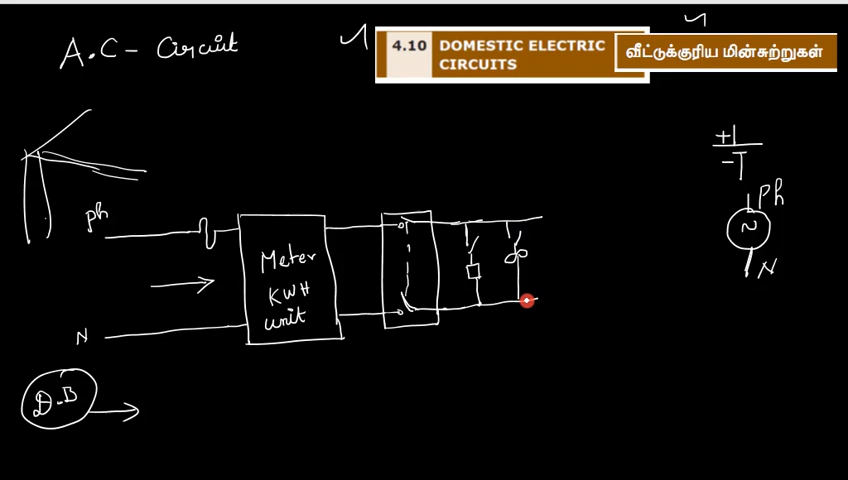 A.C - Circuit
4.10 DOMESTIC ELECTRIC
CIRCUITS
வீட்டுக்குரிய மின்சுற்றுகள்
+
-
Ph
~
N
Ph
Meter
KWH
unit
N
D.B